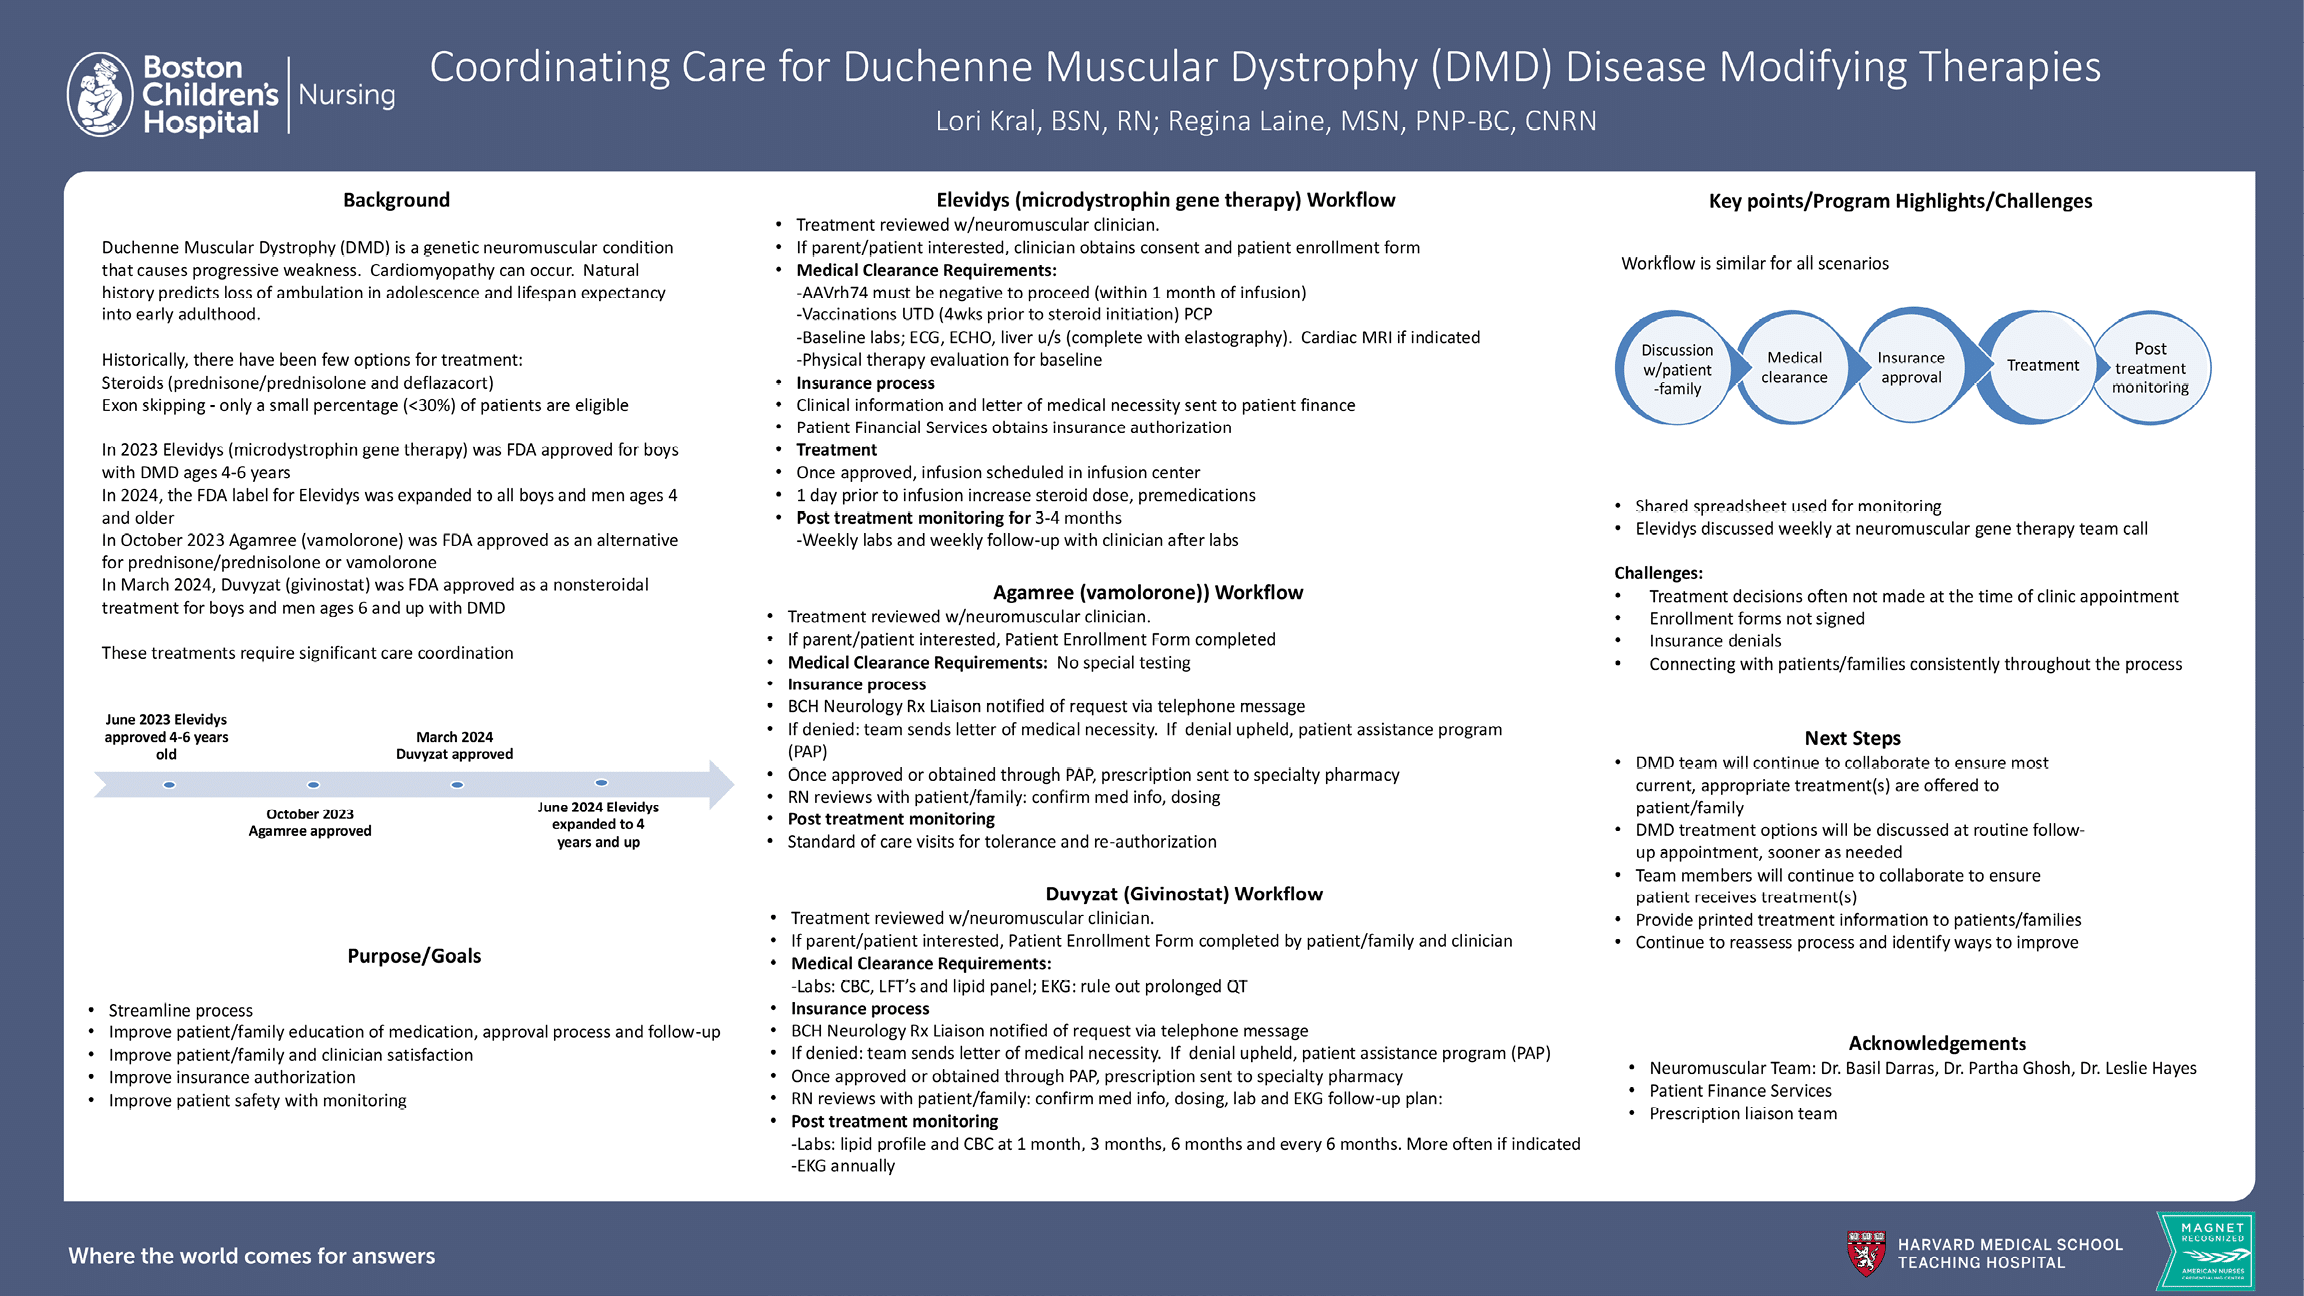 Boston
Children's
Hospital
Nursing
Coordinating Care for Duchenne Muscular Dystrophy (DMD) Disease Modifying Therapies
Lori Kral, BSN, RN; Regina Laine, MSN, PNP-BC, CNRN
Background
Duchenne Muscular Dystrophy (DMD) is a genetic neuromuscular condition
that causes progressive weakness.  Cardiomyopathy can occur.  Natural
history predicts loss of ambulation in adolescence and lifespan expectancy
into early adulthood.
Historically, there have been few options for treatment:
Steroids (prednisone/prednisolone and deflazacort)
Exon skipping - only a small percentage (<30%) of patients are eligible
In 2023 Elevidys (microdystrophin gene therapy) was FDA approved for boys
with DMD ages 4-6 years
In 2024, the FDA label for Elevidys was expanded to all boys and men ages 4
and older
In October 2023 Agamree (vamolorone) was FDA approved as an alternative
for prednisone/prednisolone or vamolorone
In March 2024, Duvyzat (givinostat) was FDA approved as a nonsteroidal
treatment for boys and men ages 6 and up with DMD
These treatments require significant care coordination
June 2023 Elevidys
approved 4-6 years
old
October 2023
Agamree approved
March 2024
Duvyzat approved
June 2024 Elevidys
expanded to 4
years and up
Purpose/Goals
• Streamline process
• Improve patient/family education of medication, approval process and follow-up
• Improve patient/family and clinician satisfaction
• Improve insurance authorization
• Improve patient safety with monitoring
Elevidys (microdystrophin gene therapy) Workflow
• Treatment reviewed w/neuromuscular clinician.
• If parent/patient interested, clinician obtains consent and patient enrollment form
• Medical Clearance Requirements:
-AAVrh74 must be negative to proceed (within 1 month of infusion)
-Vaccinations UTD (4wks prior to steroid initiation) PCP
-Baseline labs; ECG, ECHO, liver u/s (complete with elastography).  Cardiac MRI if indicated
-Physical therapy evaluation for baseline
• Insurance process
• Clinical information and letter of medical necessity sent to patient finance
• Patient Financial Services obtains insurance authorization
• Treatment
• Once approved, infusion scheduled in infusion center
• 1 day prior to infusion increase steroid dose, premedications
• Post treatment monitoring for 3-4 months
-Weekly labs and weekly follow-up with clinician after labs
Agamree (vamolorone)) Workflow
• Treatment reviewed w/neuromuscular clinician.
• If parent/patient interested, Patient Enrollment Form completed
• Medical Clearance Requirements:  No special testing
• Insurance process
• BCH Neurology Rx Liaison notified of request via telephone message
• If denied: team sends letter of medical necessity.  If  denial upheld, patient assistance program
(PAP)
• Once approved or obtained through PAP, prescription sent to specialty pharmacy
• RN reviews with patient/family: confirm med info, dosing
• Post treatment monitoring
• Standard of care visits for tolerance and re-authorization
Duvyzat (Givinostat) Workflow
• Treatment reviewed w/neuromuscular clinician.
• If parent/patient interested, Patient Enrollment Form completed by patient/family and clinician
• Medical Clearance Requirements:
-Labs: CBC, LFT's and lipid panel; EKG: rule out prolonged QT
• Insurance process
• BCH Neurology Rx Liaison notified of request via telephone message
• If denied: team sends letter of medical necessity.  If  denial upheld, patient assistance program (PAP)
• Once approved or obtained through PAP, prescription sent to specialty pharmacy
• RN reviews with patient/family: confirm med info, dosing, lab and EKG follow-up plan:
• Post treatment monitoring
-Labs: lipid profile and CBC at 1 month, 3 months, 6 months and every 6 months. More often if indicated
-EKG annually
Key points/Program Highlights/Challenges
Workflow is similar for all scenarios
Discussion
w/patient
-family
Medical
clearance
Insurance
approval
Treatment
Post
treatment
monitoring
• Shared spreadsheet used for monitoring
• Elevidys discussed weekly at neuromuscular gene therapy team call
Challenges:
• Treatment decisions often not made at the time of clinic appointment
• Enrollment forms not signed
• Insurance denials
• Connecting with patients/families consistently throughout the process
Next Steps
• DMD team will continue to collaborate to ensure most
current, appropriate treatment(s) are offered to
patient/family
• DMD treatment options will be discussed at routine follow-
up appointment, sooner as needed
• Team members will continue to collaborate to ensure
patient receives treatment(s)
• Provide printed treatment information to patients/families
• Continue to reassess process and identify ways to improve
Acknowledgements
• Neuromuscular Team: Dr. Basil Darras, Dr. Partha Ghosh, Dr. Leslie Hayes
• Patient Finance Services
• Prescription liaison team
Where the world comes for answers
HARVARD MEDICAL SCHOOL
TEACHING HOSPITAL
MAGNET
RECOGNIZED
AMERICAN NURSES
CREDENTIALING CENTER